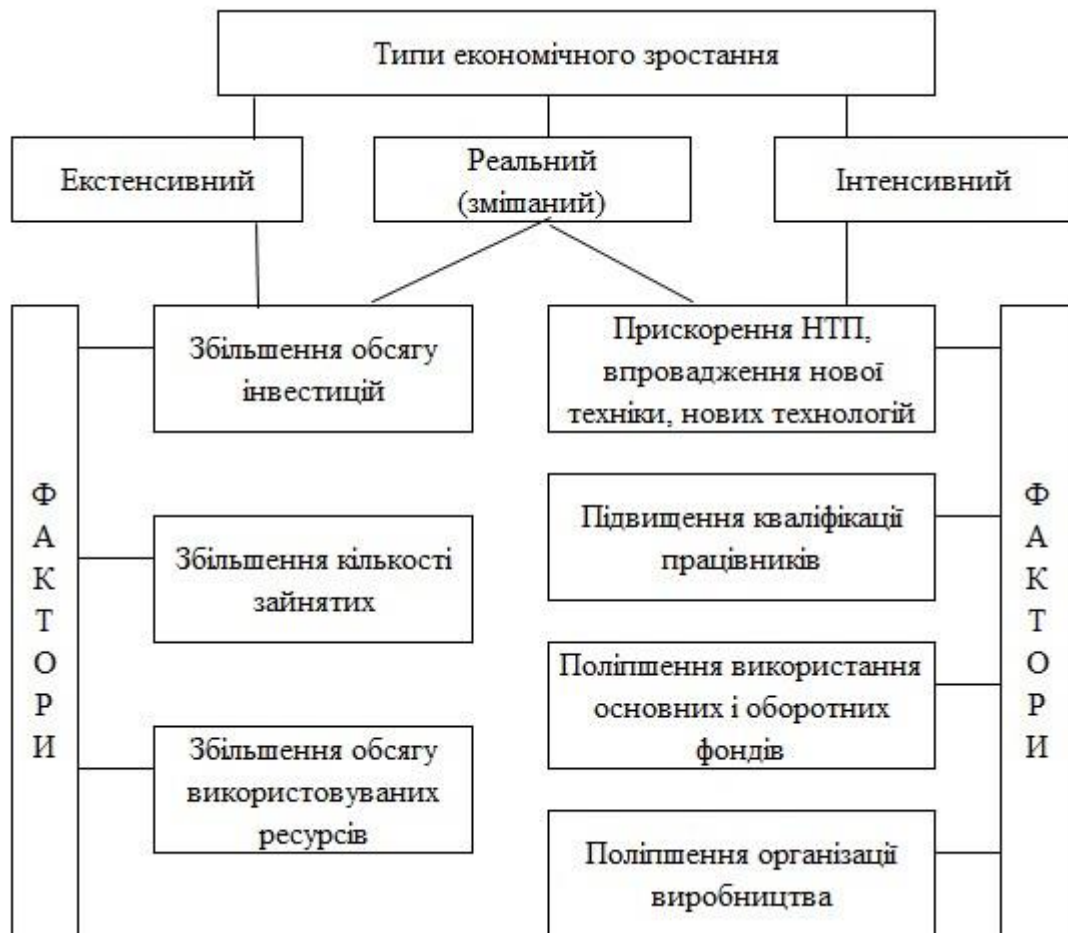 Типи економічного зростання
Екстенсивний
Реальний
(змішаний)
Інтенсивний
Ф
А
К
Т
О
Р
И
Збільшення обсягу
інвестицій
Збільшення кількості
зайнятих
Збільшення обсягу
використовуваних
ресурсів
Прискорення НТП,
впровадження нової
техніки, нових технологій
Підвищення кваліфікації
працівників
Поліпшення використання
основних і оборотних
фондів
Поліпшення організації
виробництва
Ф
А
К
Т
О
Р
И